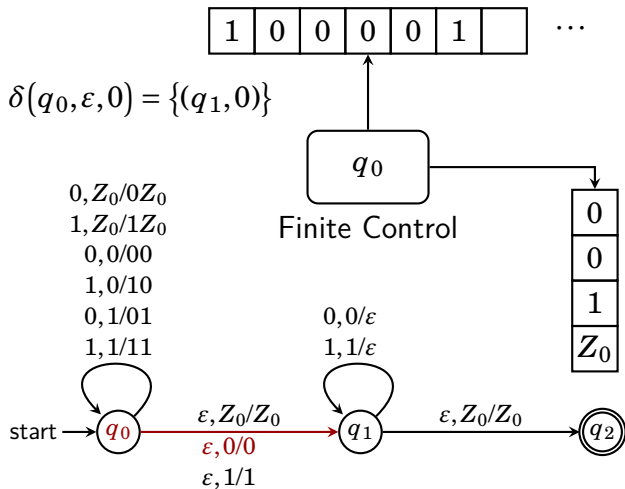 1 0 0 0 0 1 ⋯
δ(q₀, ε, 0) = {(q₁, 0)}
q₀
Finite Control
0
0
1
Z₀
0, Z₀/0Z₀
1, Z₀/1Z₀
0, 0/00
1, 0/10
0, 1/01
1, 1/11
0, 0/ε
1, 1/ε
start
q₀
ε, Z₀/Z₀
ε, 0/0
ε, 1/1
q₁
ε, Z₀/Z₀
q₂